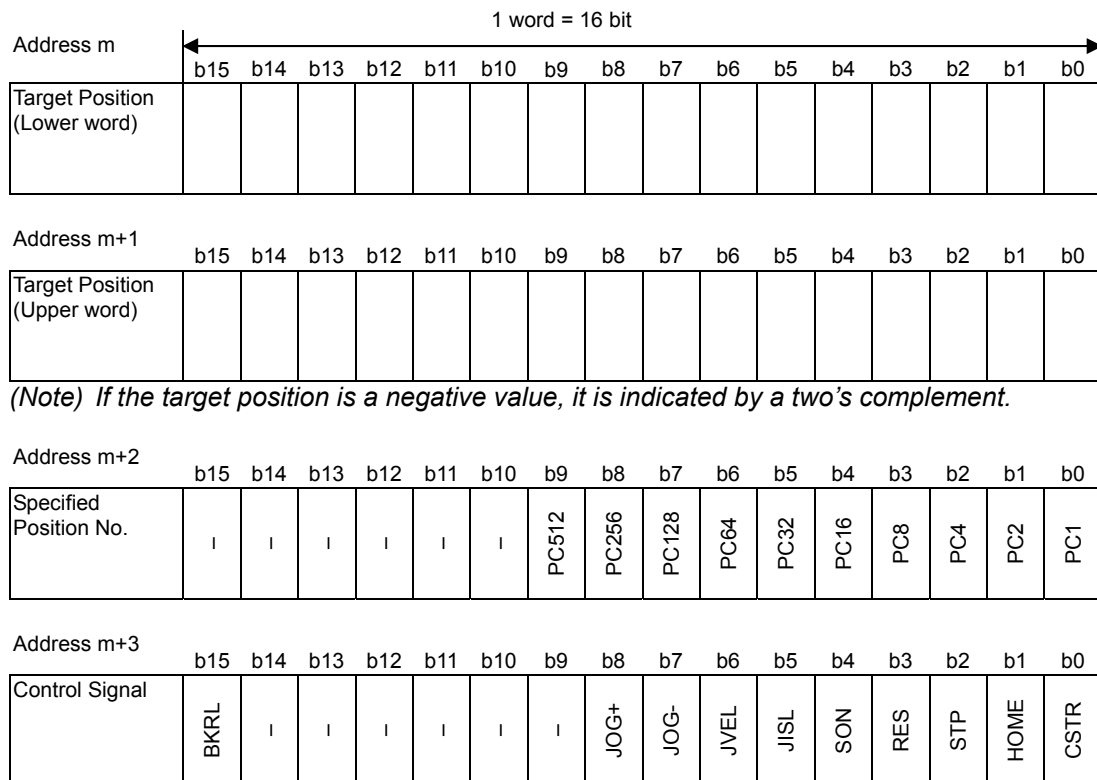 1 word = 16 bit
Address m
b15 b14 b13 b12 b11 b10 b9 b8 b7 b6 b5 b4 b3 b2 b1 b0
Target Position
(Lower word)
Address m+1
b15 b14 b13 b12 b11 b10 b9 b8 b7 b6 b5 b4 b3 b2 b1 b0
Target Position
(Upper word)
(Note) If the target position is a negative value, it is indicated by a two's complement.
Address m+2
b15 b14 b13 b12 b11 b10 b9 b8 b7 b6 b5 b4 b3 b2 b1 b0
Specified
Position No.
- - - - - - PC512 PC256 PC128 PC64 PC32 PC16 PC8 PC4 PC2 PC1
Address m+3
b15 b14 b13 b12 b11 b10 b9 b8 b7 b6 b5 b4 b3 b2 b1 b0
Control Signal
BKRL - - - - - - JOG+ JOG- JVEL JISL SON RES STP HOME CSTR